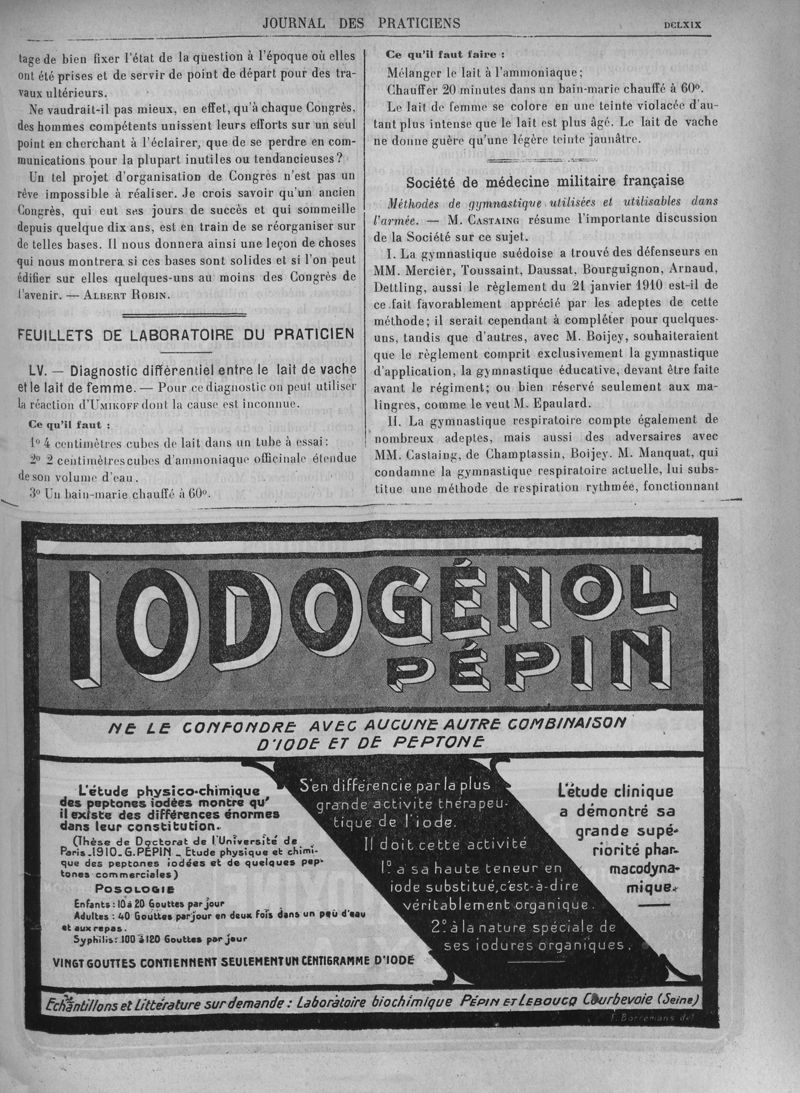 JOURNAL DES PRATICIENS
DCLXIX
tage de bien fixer l'état de la question à l'époque où elles
ont été prises et de servir de point de départ pour des tra-
vaux ultérieurs.
Ne vaudrait-il pas mieux, en effet, qu'à chaque Congrès,
des hommes compétents unissent leurs efforts sur un seul
point en cherchant à l'éclairer, que de se perdre en com-
munications pour la plupart inutiles ou tendancieuses ?
Un tel projet d'organisation de Congrès n'est pas un
rêve impossible à réaliser. Je crois savoir qu'un ancien
Congrès, qui eut ses jours de succès et qui sommeille
depuis quelque dix ans, est en train de se réorganiser sur
de telles bases. Il nous donnera ainsi une leçon de choses
qui nous montrera si ces bases sont solides et si l'on peut
édifier sur elles quelques-uns au moins des Congrès de
l'avenir. — ALBERT ROBIN.
FEUILLETS DE LABORATOIRE DU PRATICIEN
LV. — Diagnostic différentiel entre le lait de vache
et le lait de femme. — Pour ce diagnostic on peut utiliser
la réaction d'UMIKOFF dont la cause est inconnue.
Ce qu'il faut :
1º 4 centimètres cubes de lait dans un tube à essai :
2º 2 centimètres cubes d'ammoniaque officinale étendue
de son volume d'eau.
3º Un bain-marie chauffé à 60º.
Ce qu'il faut faire :
Mélanger le lait à l'ammoniaque ;
Chauffer 20 minutes dans un bain-marie chauffé à 60º.
Le lait de femme se colore en une teinte violacée d'au-
tant plus intense que le lait est plus âgé. Le lait de vache
ne donne guère qu'une légère teinte jaunâtre.
Société de médecine militaire française
Méthodes de gymnastique utilisées et utilisables dans
l'armée. — M. CASTAING résume l'importante discussion
de la Société sur ce sujet.
I. La gymnastique suédoise a trouvé des défenseurs en
MM. Mercier, Toussaint, Daussat, Bourguignon, Arnaud,
Dettling, aussi le règlement du 21 janvier 1910 est-il de
ce fait favorablement apprécié par les adeptes de cette
méthode ; il serait cependant à compléter pour quelques-
uns, tandis que d'autres, avec M. Boijey, souhaiteraient
que le règlement comprit exclusivement la gymnastique
d'application, la gymnastique éducative, devant être faite
avant le régiment ; ou bien réservé seulement aux ma-
lingres, comme le veut M. Epaulard.
II. La gymnastique respiratoire compte également de
nombreux adeptes, mais aussi des adversaires avec
MM. Castaing, de Champtassin, Boijey. M. Manquat, qui
condamne la gymnastique respiratoire actuelle, lui subs-
titue une méthode de respiration rythmée, fonctionnant
IODOGÉNOL
PÉPIN
NE LE CONFONDRE AVEC AUCUNE AUTRE COMBINAISON
D'IODE ET DE PEPTONE
L'étude physico-chimique
des peptones iodées montre qu'
il existe des différences énormes
dans leur constitution.
(Thèse de Doctorat de l'Université de
Paris_1910_G.PÉPIN _ Etude physique et chimi-
que des peptones iodées et de quelques pep-
tones commerciales)
POSOLOGIE
Enfants : 10 à 20 Gouttes par jour
Adultes : 40 Gouttes par jour en deux fois dans un peu d'eau
et aux repas.
Syphilis : 100 à 120 Gouttes par jour
VINGT GOUTTES CONTIENNENT SEULEMENT UN CENTIGRAMME D'IODE
S'en différencie par la plus
grande activité thérapeu-
tique de l'iode.
Il doit cette activité
1º a sa haute teneur en
iode substitué, c'est-à-dire
véritablement organique.
2º à la nature spéciale de
ses iodures organiques.
L'étude clinique
a démontré sa
grande supé-
riorité phar-
macodyna-
mique.
Echantillons et Littérature sur demande : Laboratoire biochimique PÉPIN ET LEBOUCQ Courbevoie (Seine)